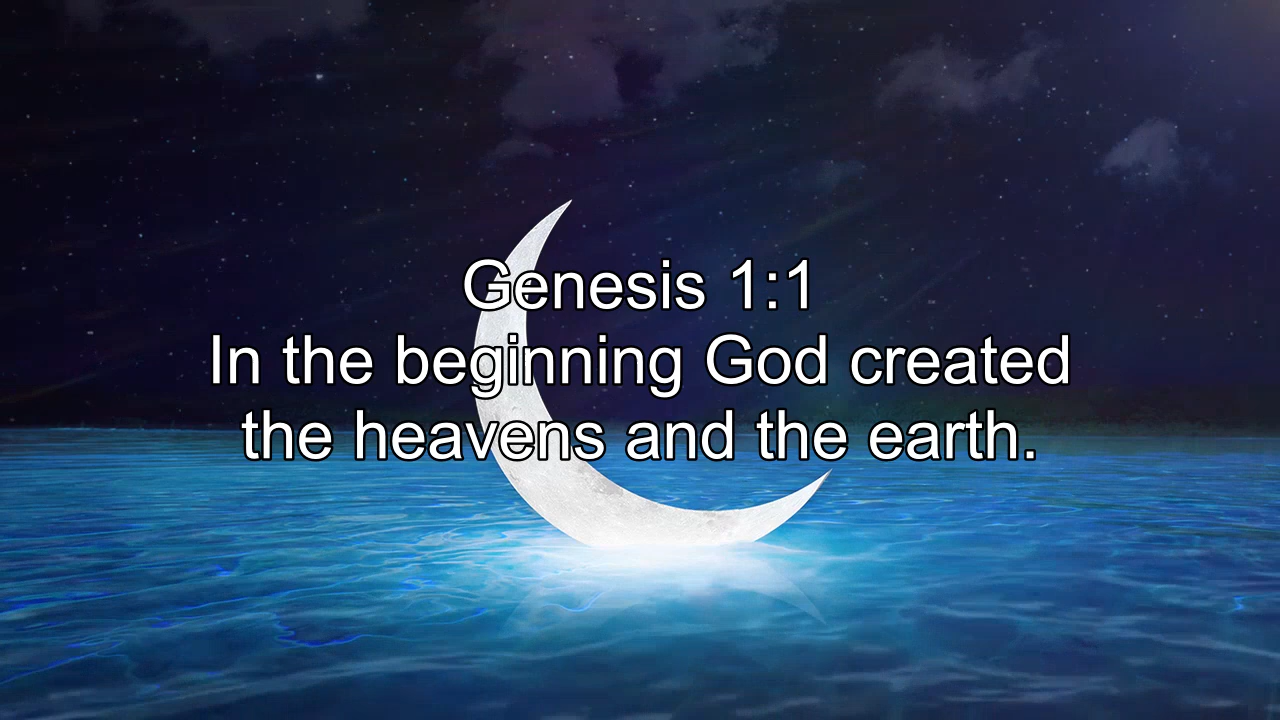 Genesis 1:1
In the beginning God created
the heavens and the earth.